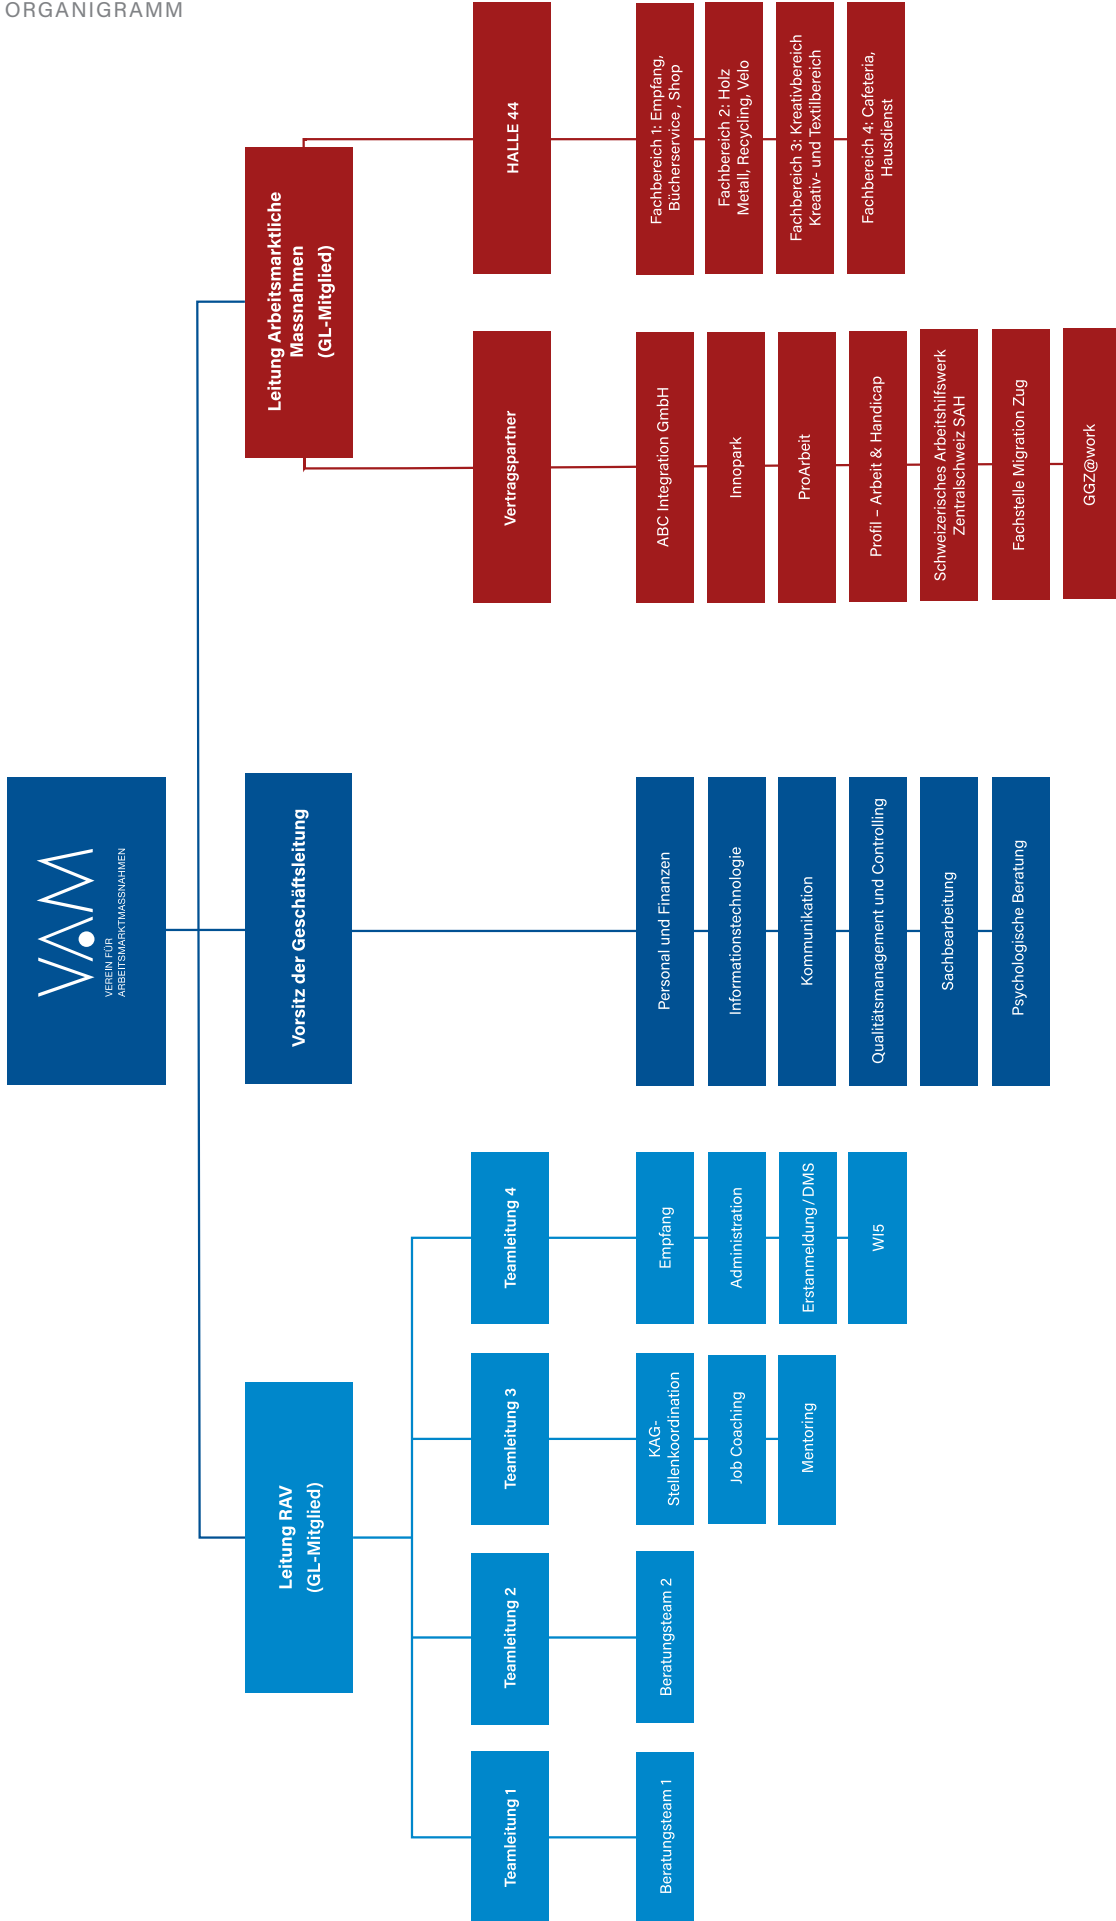 ORGANIGRAMM
VAM
VEREIN FÜR
ARBEITSMARKTMASSNAHMEN
Leitung RAV
(GL-Mitglied)
Vorsitz der Geschäftsleitung
Leitung Arbeitsmarktliche
Massnahmen
(GL-Mitglied)
Teamleitung 1
Teamleitung 2
Teamleitung 3
Teamleitung 4
Vertragspartner
HALLE 44
Beratungsteam 1
Beratungsteam 2
KAG-
Stellenkoordination
Job Coaching
Mentoring
Empfang
Administration
Erstanmeldung / DMS
WI5
Personal und Finanzen
Informationstechnologie
Kommunikation
Qualitätsmanagement und Controlling
Sachbearbeitung
Psychologische Beratung
ABC Integration GmbH
Innopark
ProArbeit
Profil – Arbeit & Handicap
Schweizerisches Arbeitshilfswerk
Zentralschweiz SAH
Fachstelle Migration Zug
GGZ@work
Fachbereich 1: Empfang,
Bücherservice , Shop
Fachbereich 2: Holz
Metall, Recycling, Velo
Fachbereich 3: Kreativbereich
Kreativ- und Textilbereich
Fachbereich 4: Cafeteria,
Hausdienst